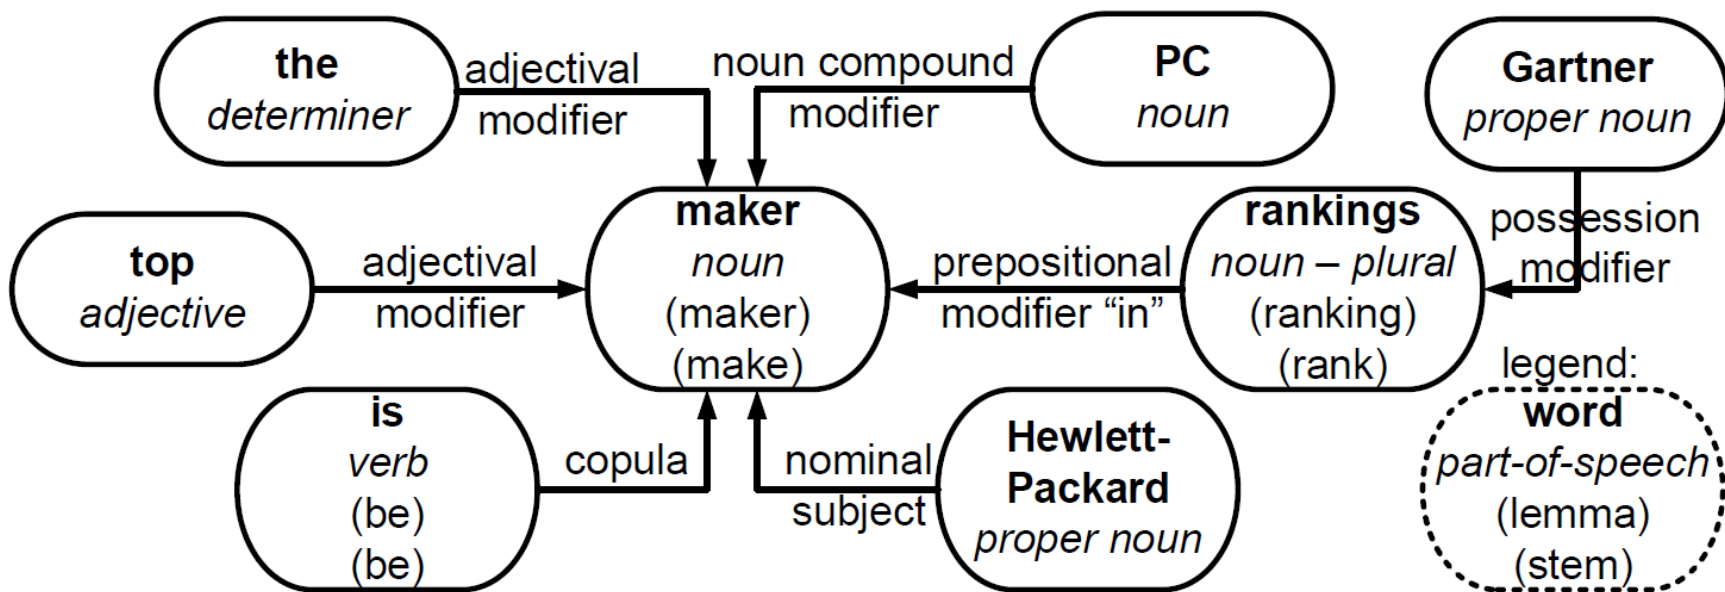 the
determiner
adjectival
modifier
noun compound
modifier
PC
noun
Gartner
proper noun
top
adjective
adjectival
modifier
maker
noun
(maker)
(make)
prepositional
modifier “in”
rankings
noun – plural
(ranking)
(rank)
possession
modifier
is
verb
(be)
(be)
copula
nominal
subject
Hewlett-
Packard
proper noun
legend:
word
part-of-speech
(lemma)
(stem)